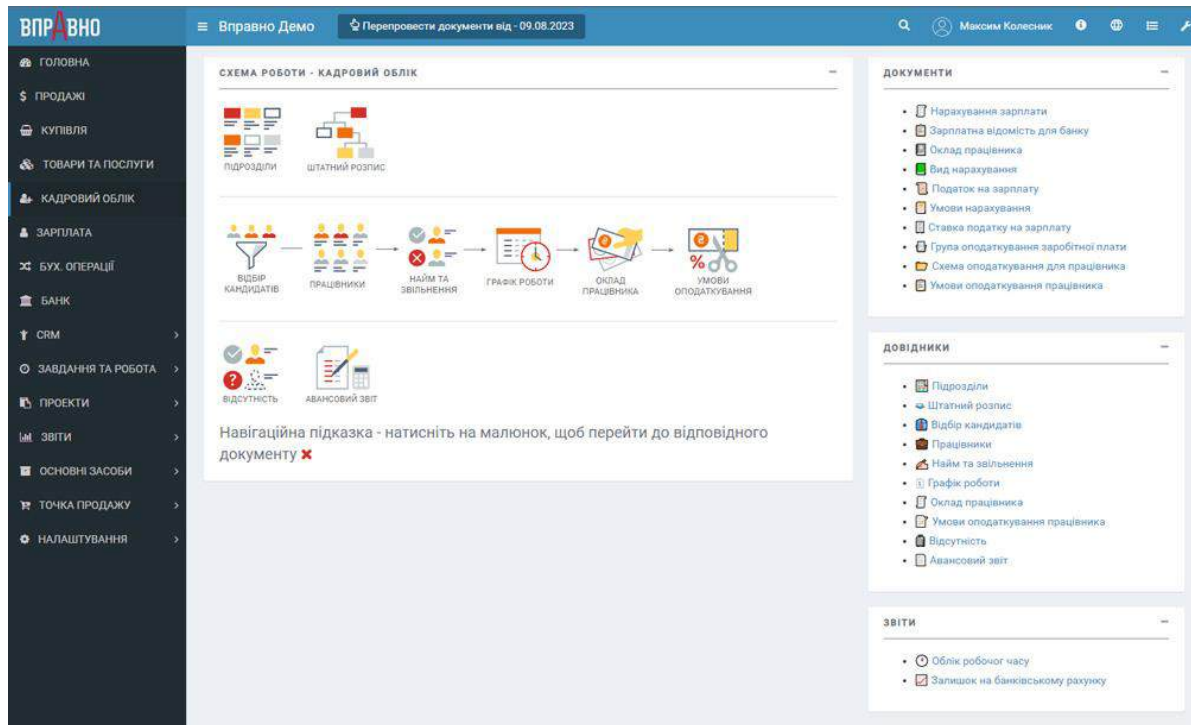 ВПРАВНО
Вправно Демо
Перепровести документи від - 09.08.2023
Максим Колесник
ГОЛОВНА
ПРОДАЖІ
КУПІВЛЯ
ТОВАРИ ТА ПОСЛУГИ
КАДРОВИЙ ОБЛІК
ЗАРПЛАТА
БУХ. ОПЕРАЦІЇ
БАНК
CRM
ЗАВДАННЯ ТА РОБОТА
ПРОЕКТИ
ЗВІТИ
ОСНОВНІ ЗАСОБИ
ТОЧКА ПРОДАЖУ
НАЛАШТУВАННЯ
СХЕМА РОБОТИ - КАДРОВИЙ ОБЛІК
ПІДРОЗДІЛИ
ШТАТНИЙ РОЗПИС
ВІДБІР
КАНДИДАТІВ
ПРАЦІВНИКИ
НАЙМ ТА
ЗВІЛЬНЕННЯ
ГРАФІК РОБОТИ
ОКЛАД
ПРАЦІВНИКА
УМОВИ
ОПОДАТКУВАННЯ
ВІДСУТНІСТЬ
АВАНСОВИЙ ЗВІТ
Навігаційна підказка - натисніть на малюнок, щоб перейти до відповідного
документу
ДОКУМЕНТИ
Нарахування зарплати
Зарплатна відомість для банку
Оклад працівника
Вид нарахування
Податок на зарплату
Умови нарахування
Ставка податку на зарплату
Група оподаткування заробітної плати
Схема оподаткування для працівника
Умови оподаткування працівника
ДОВІДНИКИ
Підрозділи
Штатний розпис
Відбір кандидатів
Працівники
Найм та звільнення
Графік роботи
Оклад працівника
Умови оподаткування працівника
Відсутність
Авансовий звіт
ЗВІТИ
Облік робочог часу
Залишок на банківському рахунку